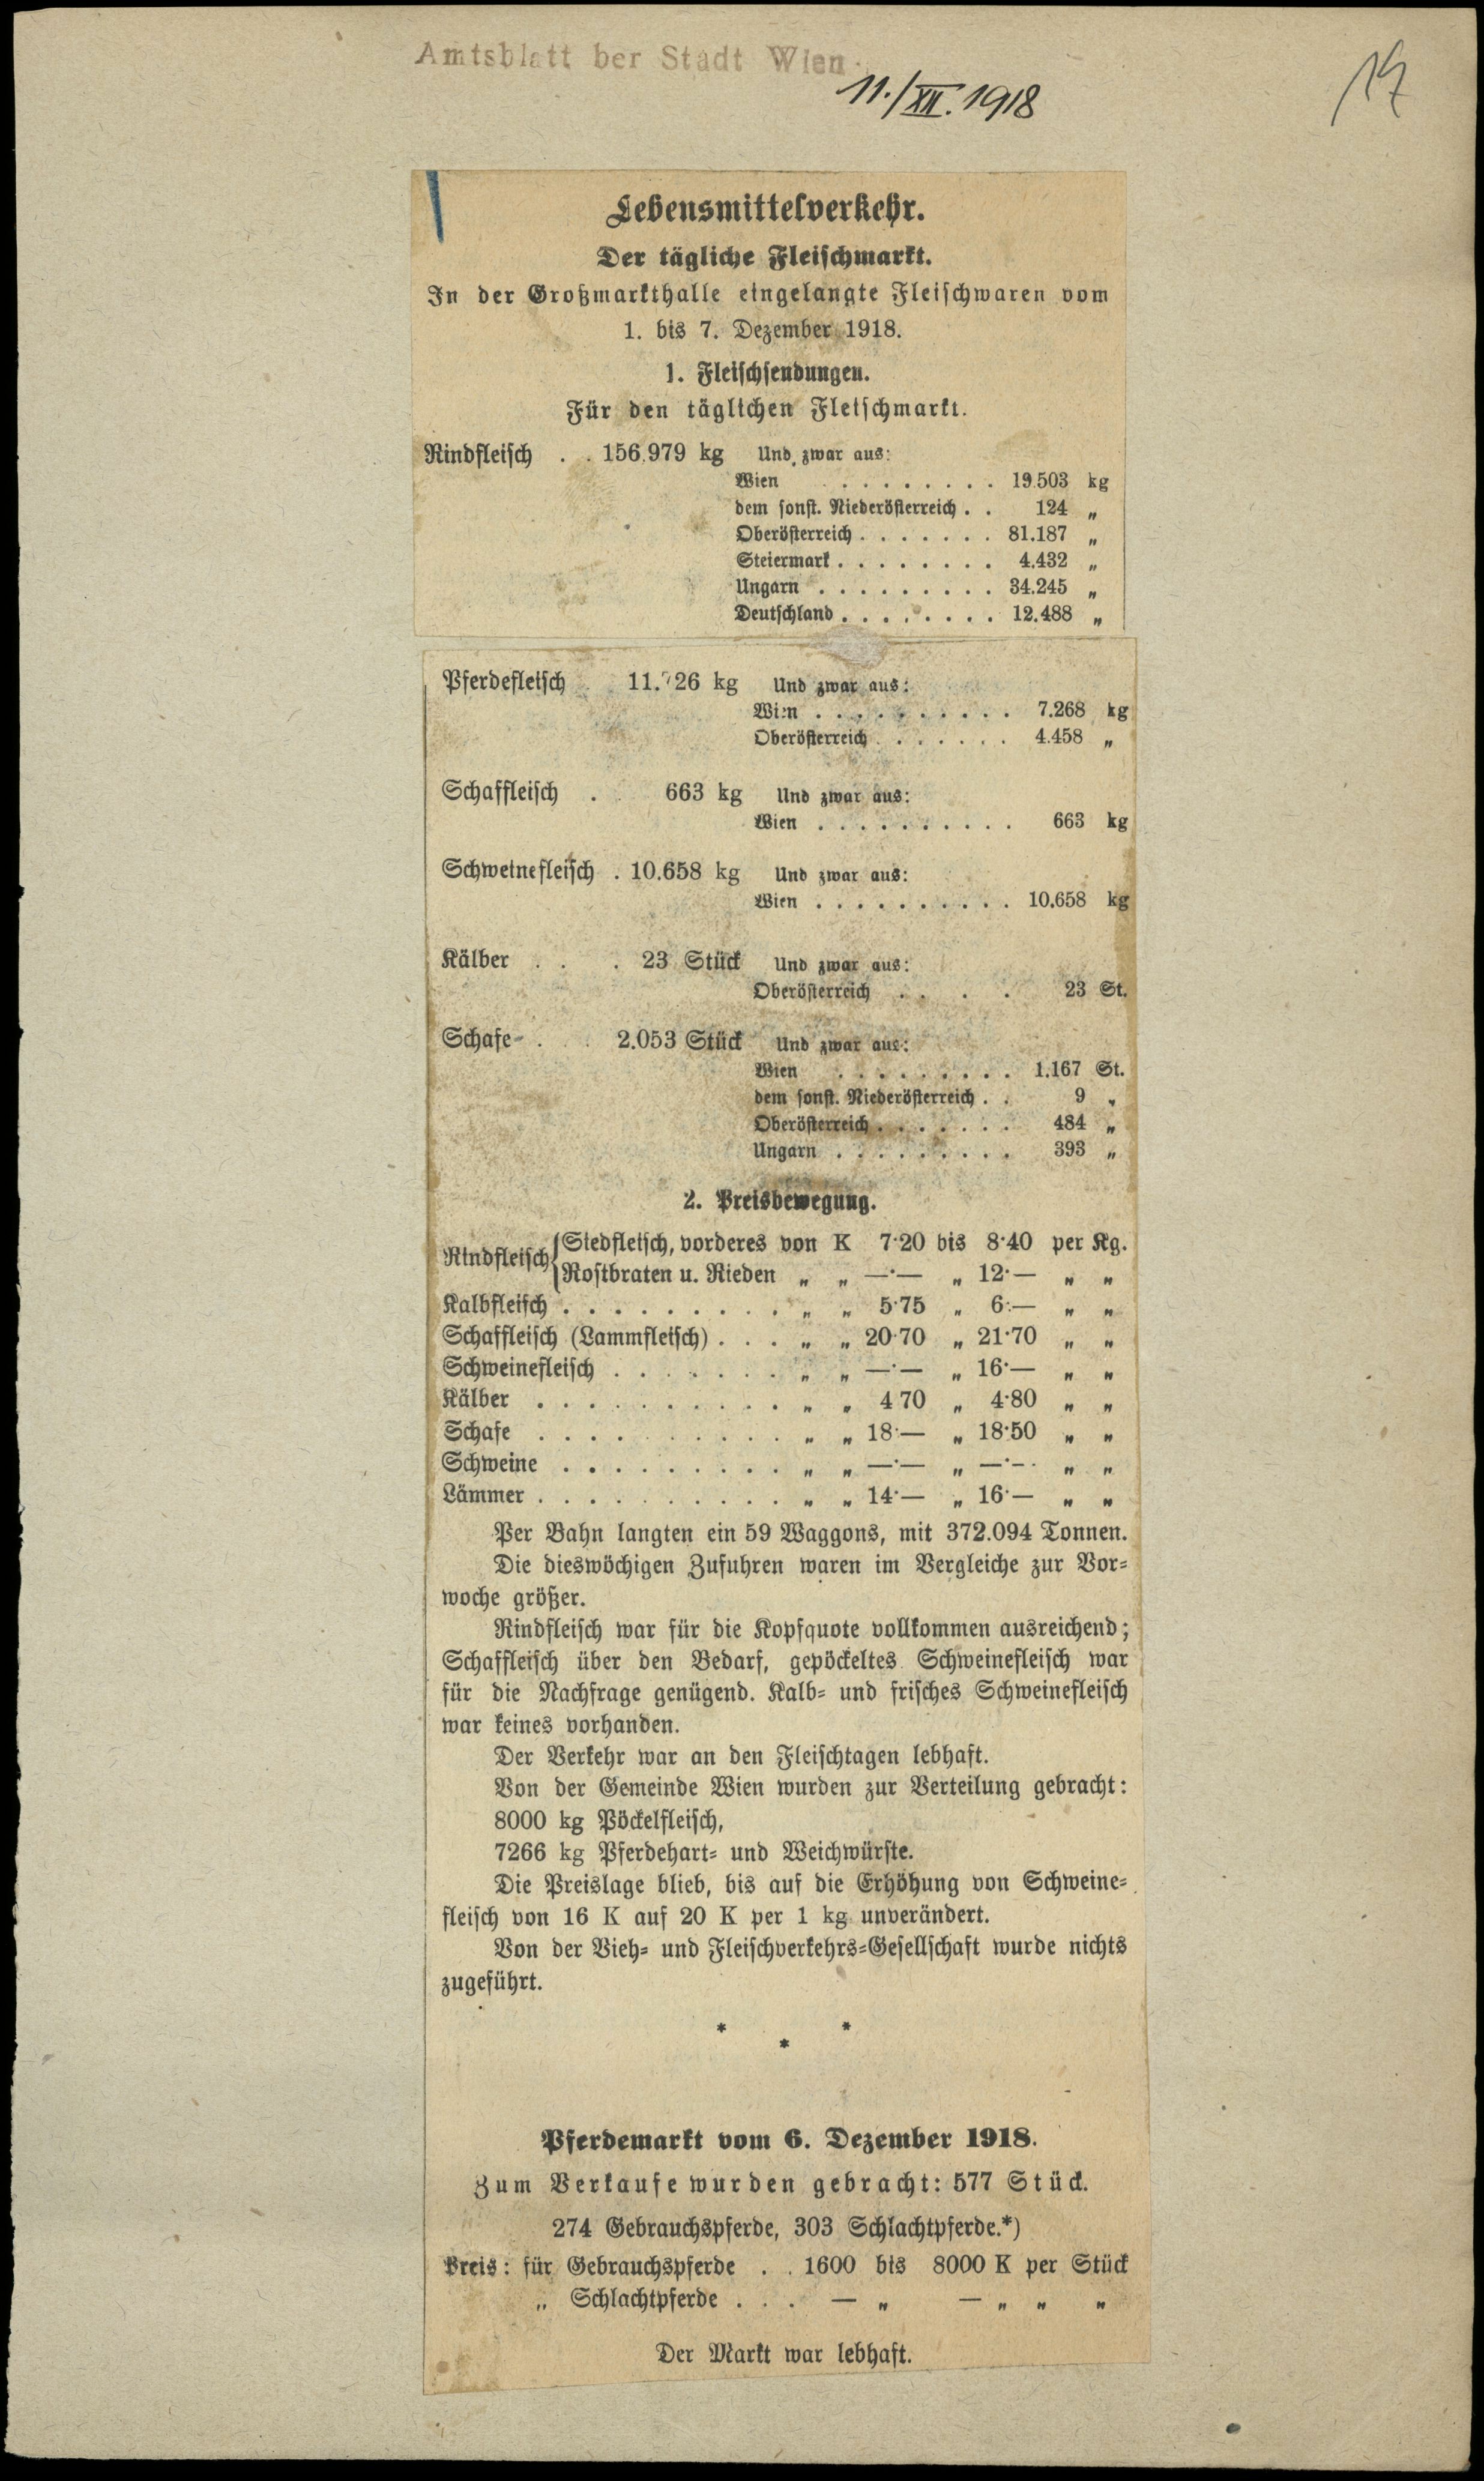 Amtsblatt der Stadt Wien.
11./XII. 1918
Lebensmittelverkehr.
Der tägliche Fleischmarkt.
In der Großmarkthalle eingelangte Fleischwaren vom
1. bis 7. Dezember 1918.
1. Fleischsendungen.
Für den täglichen Fleischmarkt.
Rindfleisch . . 156.979 kg Und zwar aus:
Wien . . . . . . . . 19.503 kg
dem sonst. Niederösterreich . . 124 „
Oberösterreich . . . . . . . 81.187 „
Steiermark . . . . . . . . 4.432 „
Ungarn . . . . . . . . . 34.245 „
Deutschland . . . . . . . . 12.488 „
Pferdefleisch . 11.726 kg Und zwar aus:
Wien . . . . . . . . . . 7.268 kg
Oberösterreich . . . . . . . 4.458 „
Schaffleisch . 663 kg Und zwar aus:
Wien . . . . . . . . . . 663 kg
Schweinefleisch . 10.658 kg Und zwar aus:
Wien . . . . . . . . . . 10.658 kg
Kälber . . . 23 Stück Und zwar aus:
Oberösterreich . . . . 23 St.
Schafe . . . 2.053 Stück Und zwar aus:
Wien . . . . . . . . . 1.167 St.
dem sonst. Niederösterreich . . 9 „
Oberösterreich . . . . . . . 484 „
Ungarn . . . . . . . . . 393 „
2. Preisbewegung.
Rindfleisch { Siedfleisch, vorderes von K 7·20 bis 8·40 per Kg.
Rostbraten u. Rieden „ „ —·— „ 12·— „ „
Kalbfleisch . . . . . . . . . . „ „ 5·75 „ 6·— „ „
Schaffleisch (Lammfleisch) . . . „ „ 20·70 „ 21·70 „ „
Schweinefleisch . . . . . . . „ „ —·— „ 16·— „ „
Kälber . . . . . . . . . . . „ „ 4 70 „ 4·80 „ „
Schafe . . . . . . . . . . . „ „ 18·— „ 18·50 „ „
Schweine . . . . . . . . . . „ „ —·— „ —·— „ „
Lämmer . . . . . . . . . . . „ „ 14·— „ 16·— „ „
Per Bahn langten ein 59 Waggons, mit 372.094 Tonnen.
Die dieswöchigen Zufuhren waren im Vergleiche zur Vor-
woche größer.
Rindfleisch war für die Kopfquote vollkommen ausreichend;
Schaffleisch über den Bedarf, gepöckeltes Schweinefleisch war
für die Nachfrage genügend. Kalb- und frisches Schweinefleisch
war keines vorhanden.
Der Verkehr war an den Fleischtagen lebhaft.
Von der Gemeinde Wien wurden zur Verteilung gebracht:
8000 kg Pöckelfleisch,
7266 kg Pferdehart- und Weichwürste.
Die Preislage blieb, bis auf die Erhöhung von Schweine-
fleisch von 16 K auf 20 K per 1 kg unverändert.
Von der Vieh- und Fleischverkehrs-Gesellschaft wurde nichts
zugeführt.
* * *
Pferdemarkt vom 6. Dezember 1918.
Zum Verkaufe wurden gebracht: 577 Stück.
274 Gebrauchspferde, 303 Schlachtpferde.*)
Preis: für Gebrauchspferde . . 1600 bis 8000 K per Stück
„ Schlachtpferde . . . — „ — „ „ „
Der Markt war lebhaft.